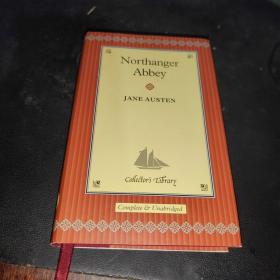 Northanger
Abbey
JANE AUSTEN
Collector's Library
Complete & Unabridged